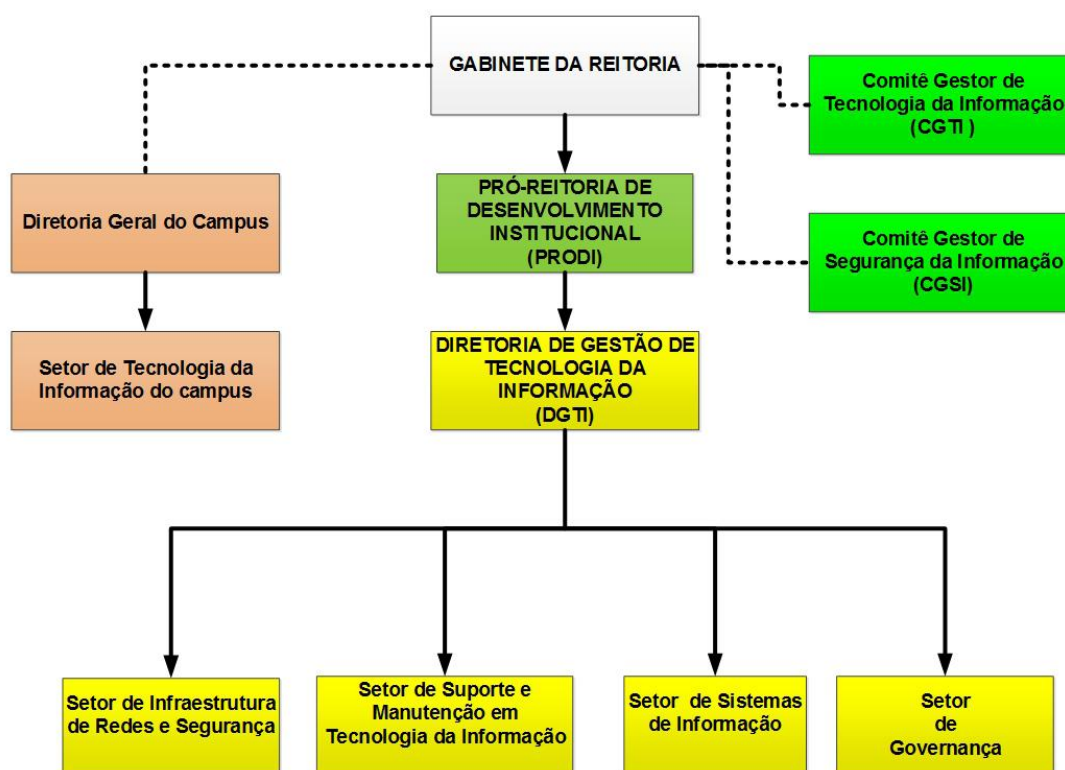 GABINETE DA REITORIA
Comitê Gestor de
Tecnologia da Informação
(CGTI )
Diretoria Geral do Campus
PRÓ-REITORIA DE
DESENVOLVIMENTO
INSTITUCIONAL
(PRODI)
Comitê Gestor de
Segurança da Informação
(CGSI)
Setor de Tecnologia da
Informação do campus
DIRETORIA DE GESTÃO DE
TECNOLOGIA DA
INFORMAÇÃO
(DGTI)
Setor de Infraestrutura
de Redes e Segurança
Setor de Suporte e
Manutenção em
Tecnologia da Informação
Setor de Sistemas
de Informação
Setor
de
Governança